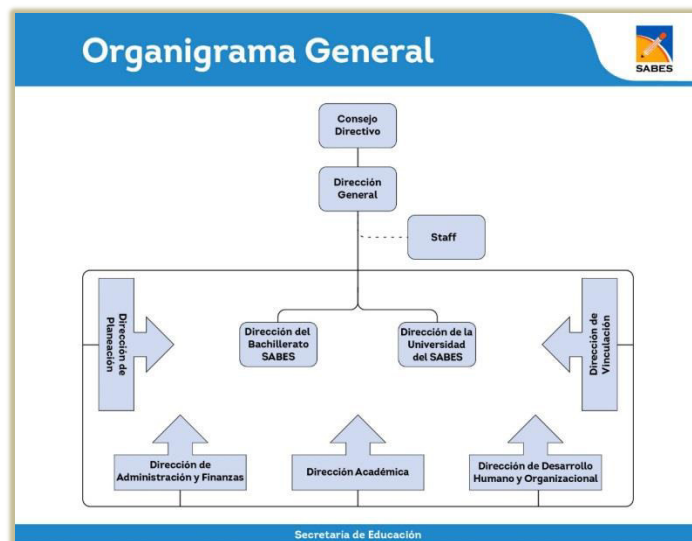 Organigrama General
SABES
Consejo
Directivo
Dirección
General
Staff
Dirección de
Planeación
Dirección del
Bachillerato
SABES
Dirección de la
Universidad
del SABES
Dirección de
Vinculación
Dirección de
Administración y Finanzas
Dirección Académica
Dirección de Desarrollo
Humano y Organizacional
Secretaría de Educación